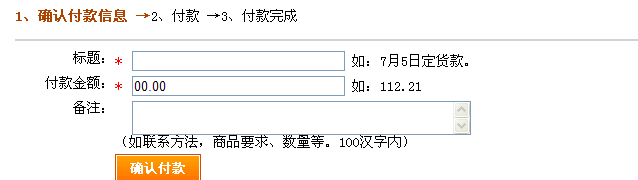 1、确认付款信息 →2、付款 →3、付款完成
标题：* 如：7月5日定货款。
付款金额：* 00.00 如：112.21
备注：
（如联系方法，商品要求、数量等。100汉字内）
确认付款